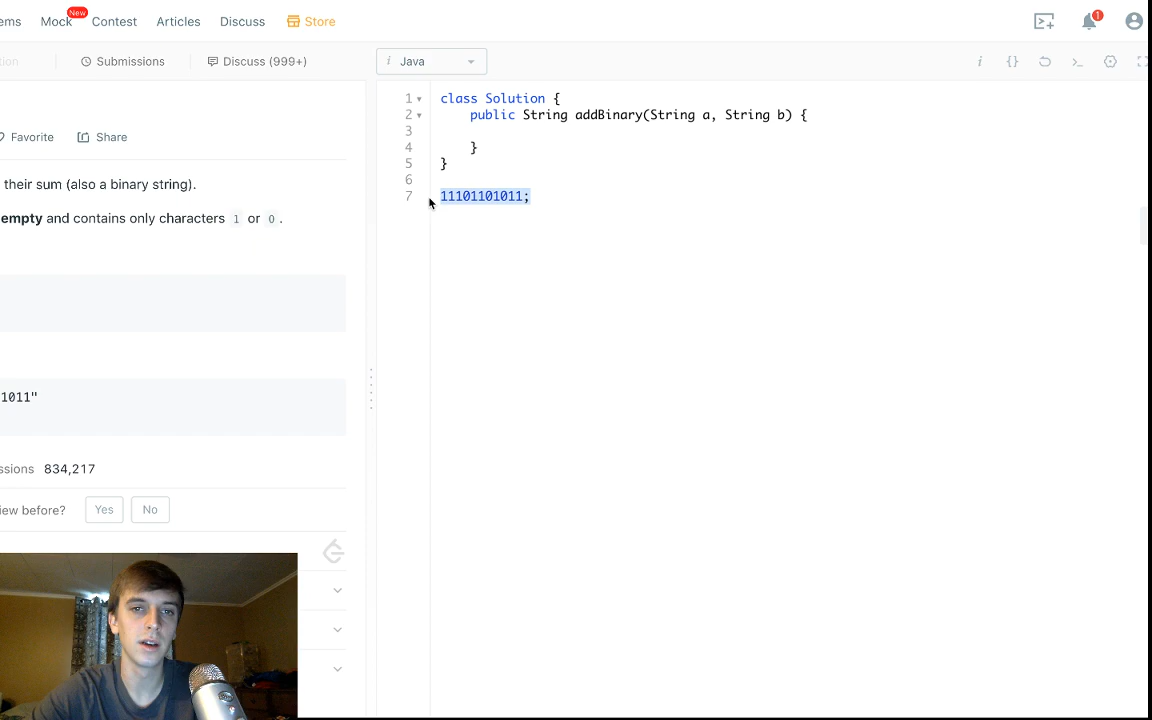 ems Mock New Contest Articles Discuss Store 1
tion Submissions Discuss (999+) i Java i {}
Favorite Share
their sum (also a binary string).
empty and contains only characters 1 or 0 .
1011"
ssions 834,217
iew before? Yes No
1 class Solution {
2 public String addBinary(String a, String b) {
3
4 }
5 }
6
7 11101101011;